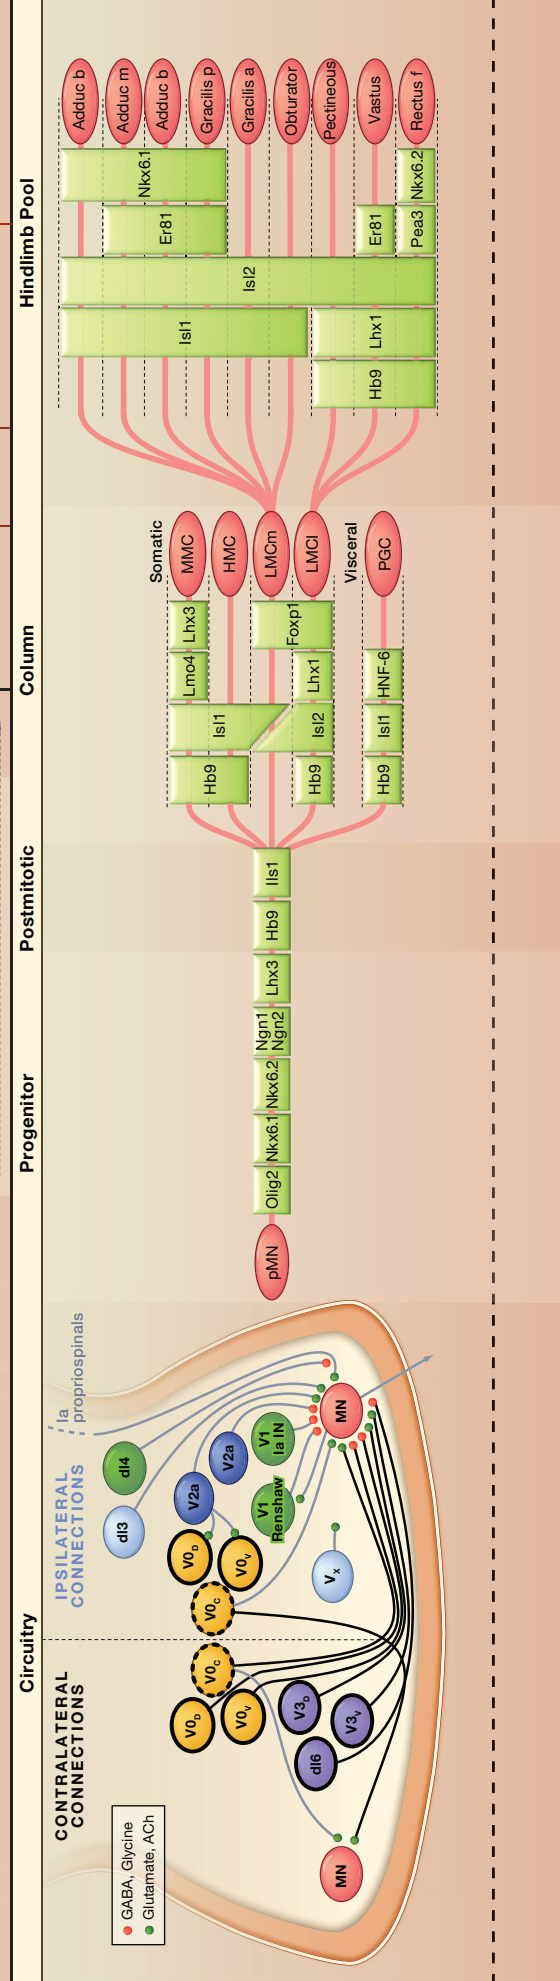 Circuitry
Progenitor
Postmitotic
Column
Hindlimb Pool
CONTRALATERAL
CONNECTIONS
IPSILATERAL
CONNECTIONS
Ia
propriospinals
GABA, Glycine
Glutamate, ACh
MN
V0D
V0V
V0C
dI6
V3D
V3V
V0C
V0D
V0V
dI3
dI4
V2a
V2a
V1
Renshaw
V1
Ia IN
Vx
MN
pMN
Olig2
Nkx6.1
Nkx6.2
Ngn1
Ngn2
Lhx3
Hb9
Ils1
Somatic
Hb9
Isl1
Lmo4
Lhx3
MMC
HMC
Foxp1
LMCm
Hb9
Isl2
Lhx1
LMCl
Visceral
Hb9
Isl1
HNF-6
PGC
Isl1
Isl2
Er81
Nkx6.1
Hb9
Lhx1
Er81
Pea3
Nkx6.2
Adduc b
Adduc m
Adduc b
Gracilis p
Gracilis a
Obturator
Pectineous
Vastus
Rectus f